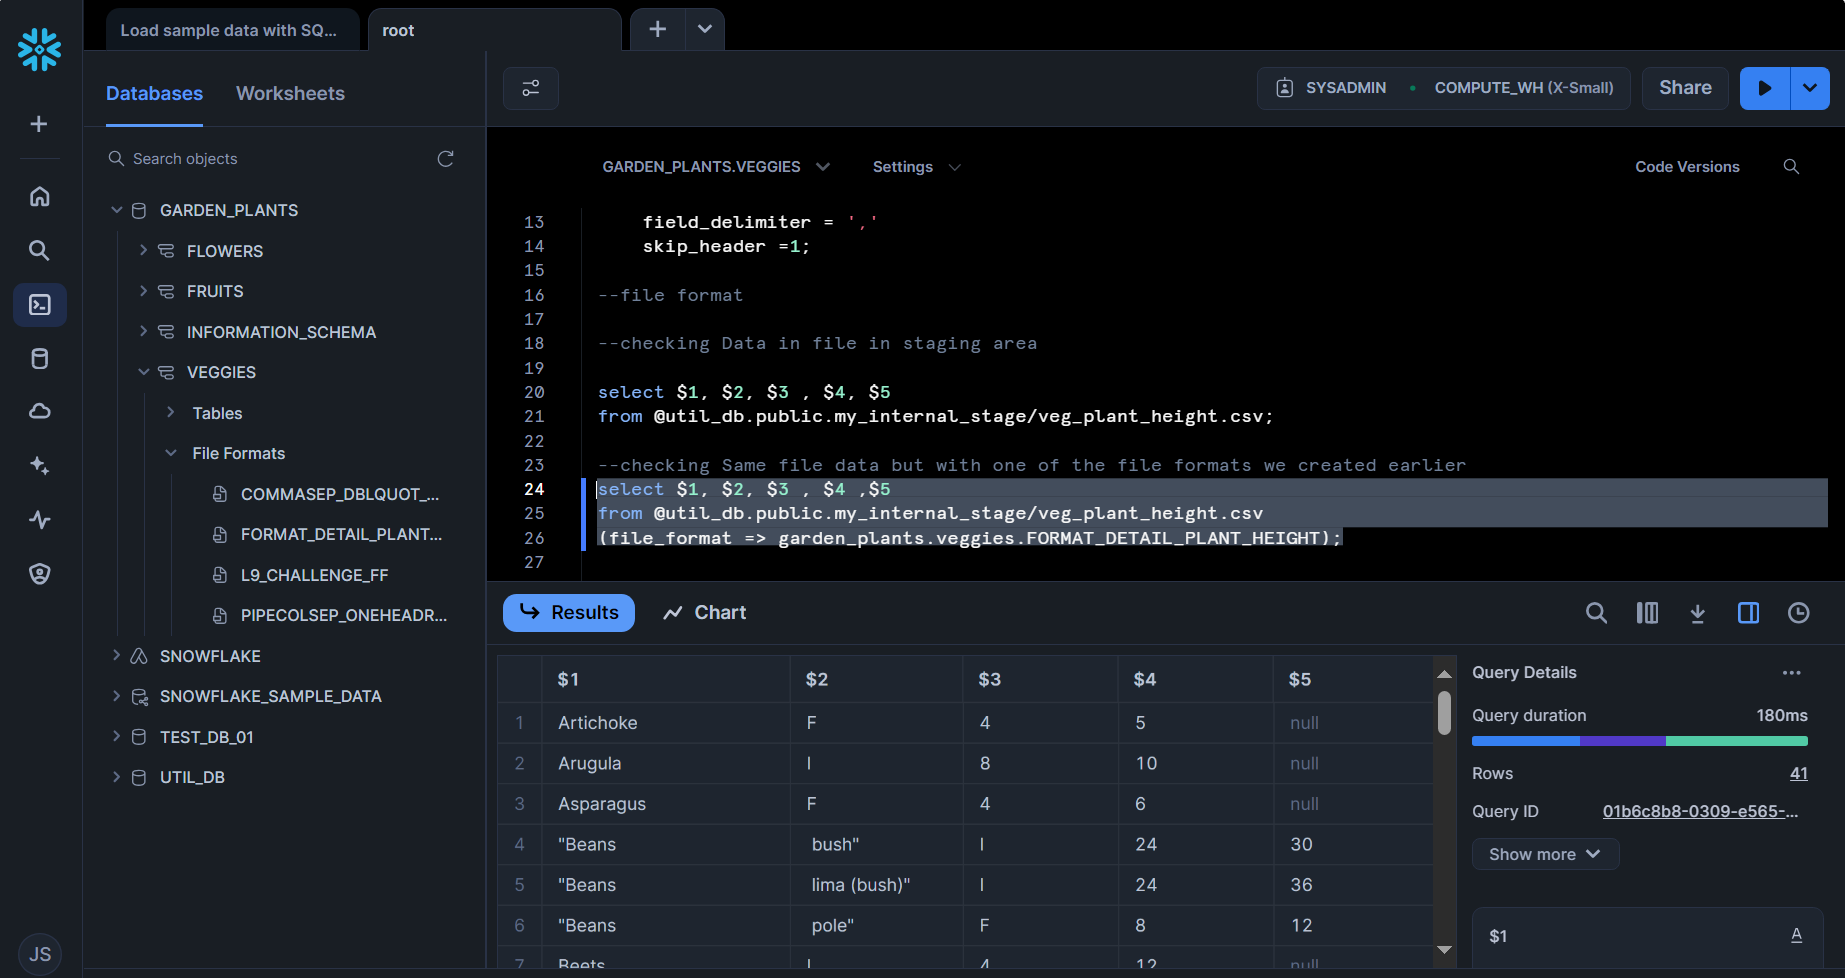 Load sample data with SQ...
root
Databases
Worksheets
Search objects
GARDEN_PLANTS
FLOWERS
FRUITS
INFORMATION_SCHEMA
VEGGIES
Tables
File Formats
COMMASEP_DBLQUOT_...
FORMAT_DETAIL_PLANT...
L9_CHALLENGE_FF
PIPECOLSEP_ONEHEADR...
SNOWFLAKE
SNOWFLAKE_SAMPLE_DATA
TEST_DB_01
UTIL_DB
JS
SYSADMIN • COMPUTE_WH (X-Small)
Share
GARDEN_PLANTS.VEGGIES
Settings
Code Versions
13 field_delimiter = ','
14 skip_header =1;
15
16 --file format
17
18 --checking Data in file in staging area
19
20 select $1, $2, $3 , $4, $5
21 from @util_db.public.my_internal_stage/veg_plant_height.csv;
22
23 --checking Same file data but with one of the file formats we created earlier
24 select $1, $2, $3 , $4 ,$5
25 from @util_db.public.my_internal_stage/veg_plant_height.csv
26 (file_format => garden_plants.veggies.FORMAT_DETAIL_PLANT_HEIGHT);
27
Results
Chart
$1 $2 $3 $4 $5
1 Artichoke F 4 5 null
2 Arugula I 8 10 null
3 Asparagus F 4 6 null
4 "Beans bush" I 24 30
5 "Beans lima (bush)" I 24 36
6 "Beans pole" F 8 12
7 Beets I 4 12 null
Query Details
Query duration 180ms
Rows 41
Query ID 01b6c8b8-0309-e565-...
Show more
$1 A